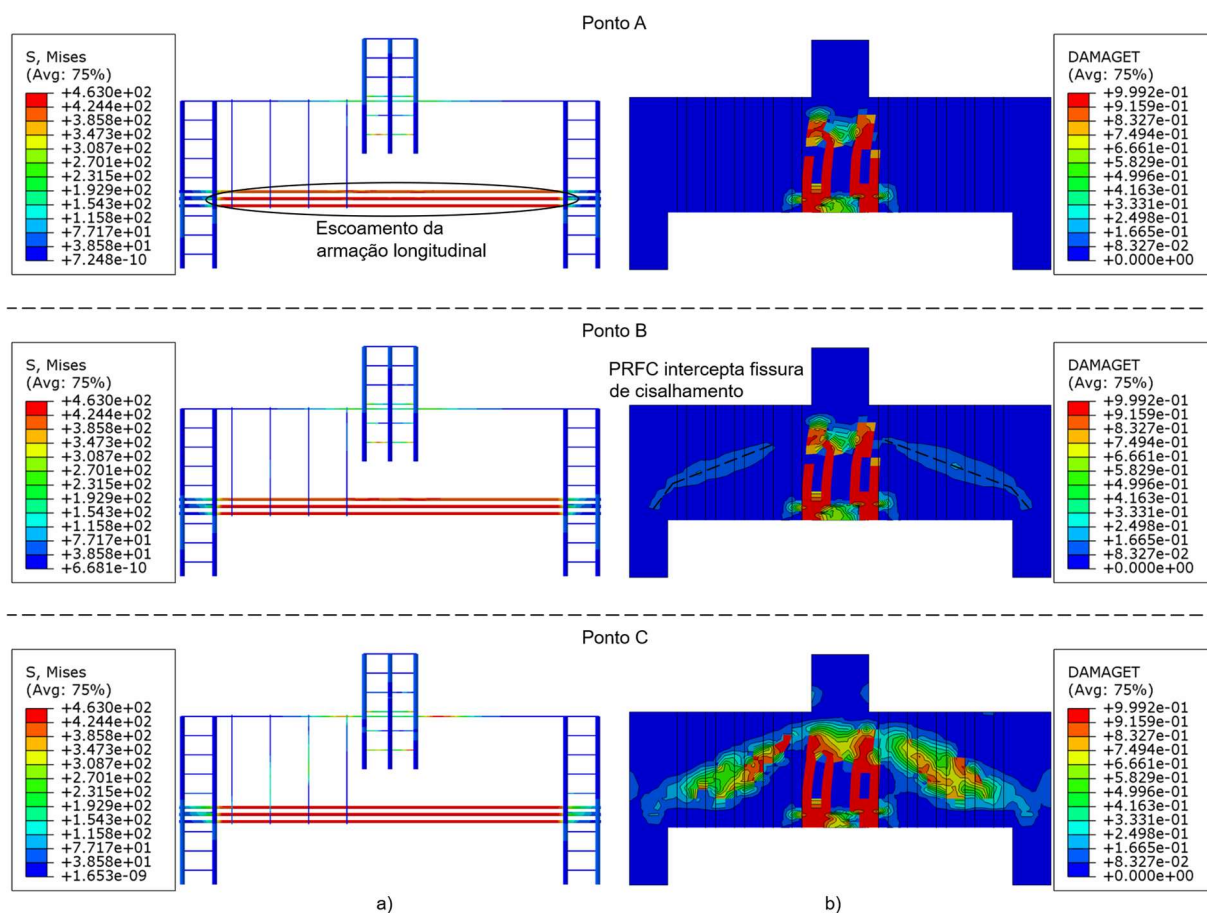 Ponto A
S, Mises
(Avg: 75%)
+4.630e+02
+4.244e+02
+3.858e+02
+3.473e+02
+3.087e+02
+2.701e+02
+2.315e+02
+1.929e+02
+1.543e+02
+1.158e+02
+7.717e+01
+3.858e+01
+7.248e-10
Escoamento da
armação longitudinal
DAMAGET
(Avg: 75%)
+9.992e-01
+9.159e-01
+8.327e-01
+7.494e-01
+6.661e-01
+5.829e-01
+4.996e-01
+4.163e-01
+3.331e-01
+2.498e-01
+1.665e-01
+8.327e-02
+0.000e+00
Ponto B
S, Mises
(Avg: 75%)
+4.630e+02
+4.244e+02
+3.858e+02
+3.473e+02
+3.087e+02
+2.701e+02
+2.315e+02
+1.929e+02
+1.543e+02
+1.158e+02
+7.717e+01
+3.858e+01
+6.681e-10
PRFC intercepta fissura
de cisalhamento
DAMAGET
(Avg: 75%)
+9.992e-01
+9.159e-01
+8.327e-01
+7.494e-01
+6.661e-01
+5.829e-01
+4.996e-01
+4.163e-01
+3.331e-01
+2.498e-01
+1.665e-01
+8.327e-02
+0.000e+00
Ponto C
S, Mises
(Avg: 75%)
+4.630e+02
+4.244e+02
+3.858e+02
+3.473e+02
+3.087e+02
+2.701e+02
+2.315e+02
+1.929e+02
+1.543e+02
+1.158e+02
+7.717e+01
+3.858e+01
+1.653e-09
DAMAGET
(Avg: 75%)
+9.992e-01
+9.159e-01
+8.327e-01
+7.494e-01
+6.661e-01
+5.829e-01
+4.996e-01
+4.163e-01
+3.331e-01
+2.498e-01
+1.665e-01
+8.327e-02
+0.000e+00
a)
b)